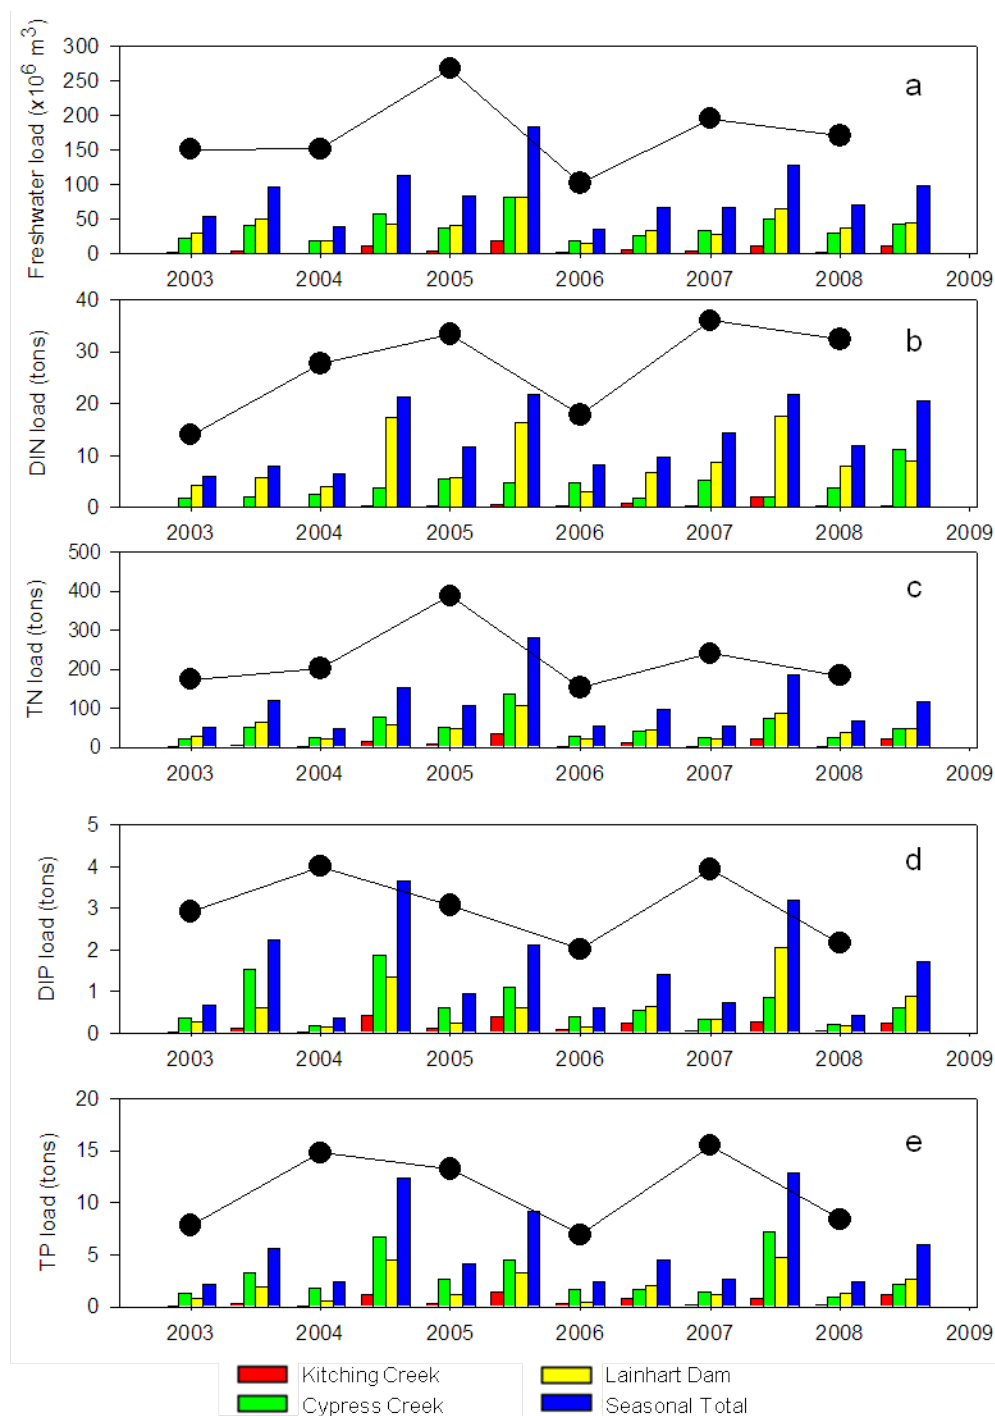 Freshwater load (x10⁶ m³)
300
250
200
150
100
50
0
a
2003 2004 2005 2006 2007 2008 2009
DIN load (tons)
40
30
20
10
0
b
2003 2004 2005 2006 2007 2008 2009
TN load (tons)
500
400
300
200
100
0
c
2003 2004 2005 2006 2007 2008 2009
DIP load (tons)
5
4
3
2
1
0
d
2003 2004 2005 2006 2007 2008 2009
TP load (tons)
20
15
10
5
0
e
2003 2004 2005 2006 2007 2008 2009
Kitching Creek Lainhart Dam
Cypress Creek Seasonal Total